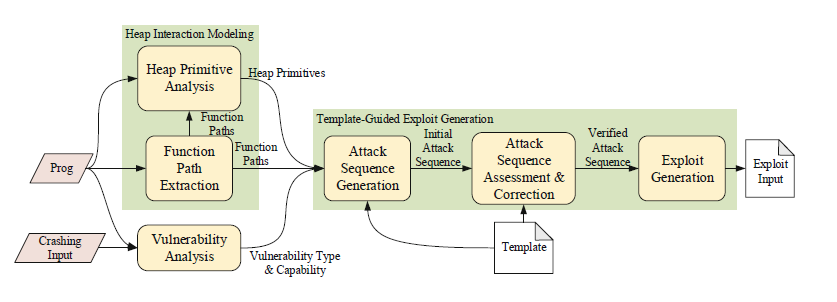 Heap Interaction Modeling
Heap Primitive
Analysis
Heap Primitives
Function
Paths
Template-Guided Exploit Generation
Function
Path
Extraction
Function
Paths
Attack
Sequence
Generation
Initial
Attack
Sequence
Attack
Sequence
Assessment &
Correction
Verified
Attack
Sequence
Exploit
Generation
Exploit
Input
Prog
Crashing
Input
Vulnerability
Analysis
Vulnerability Type
& Capability
Template